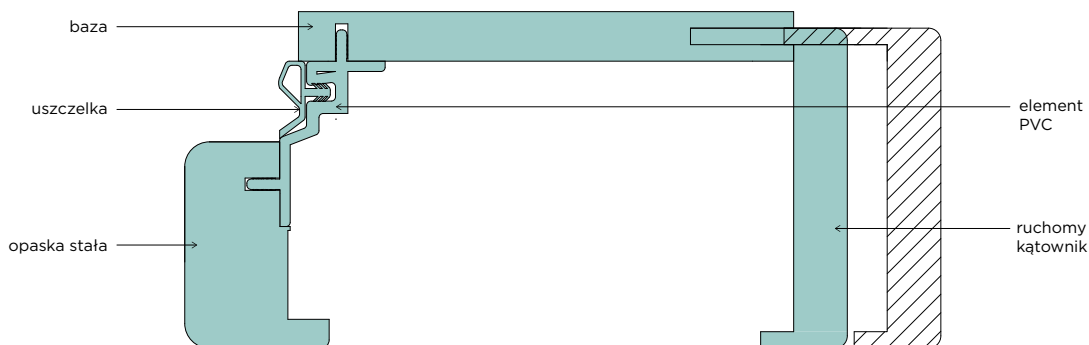 baza
uszczelka
opaska stała
element
PVC
ruchomy
kątownik